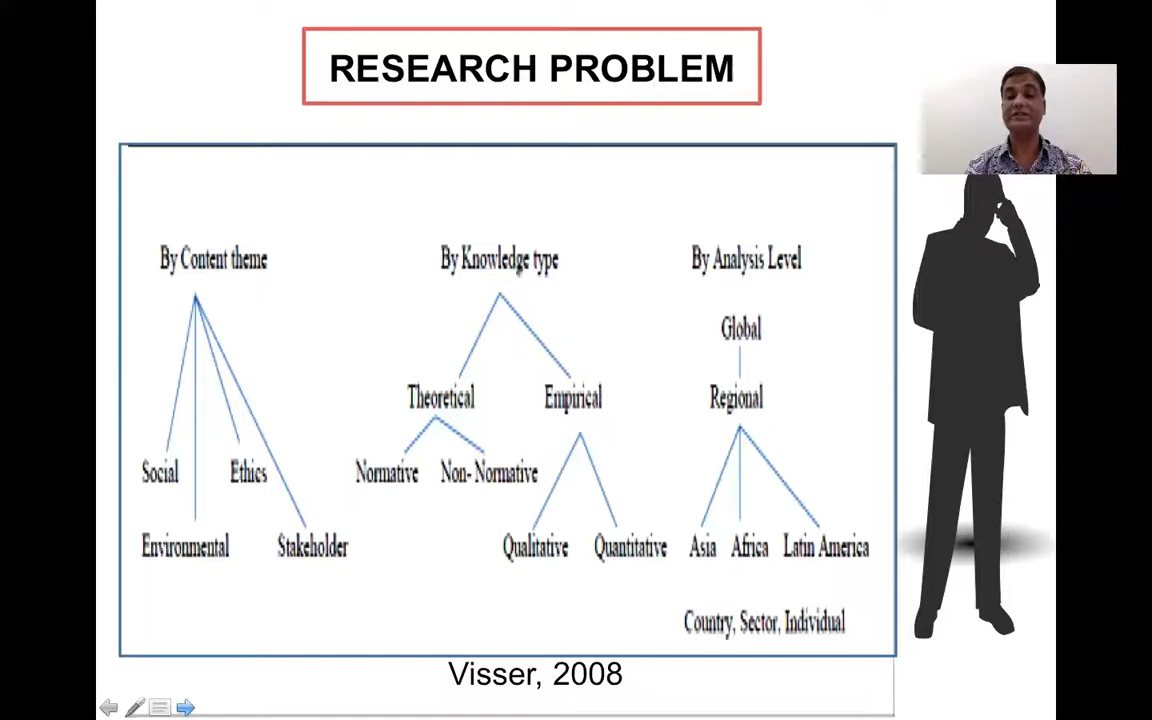 RESEARCH PROBLEM
By Content theme
By Knowledge type
By Analysis Level
Global
Theoretical
Empirical
Regional
Social
Ethics
Normative
Non- Normative
Environmental
Stakeholder
Qualitative
Quantitative
Asia
Africa
Latin America
Country, Sector, Individual
Visser, 2008